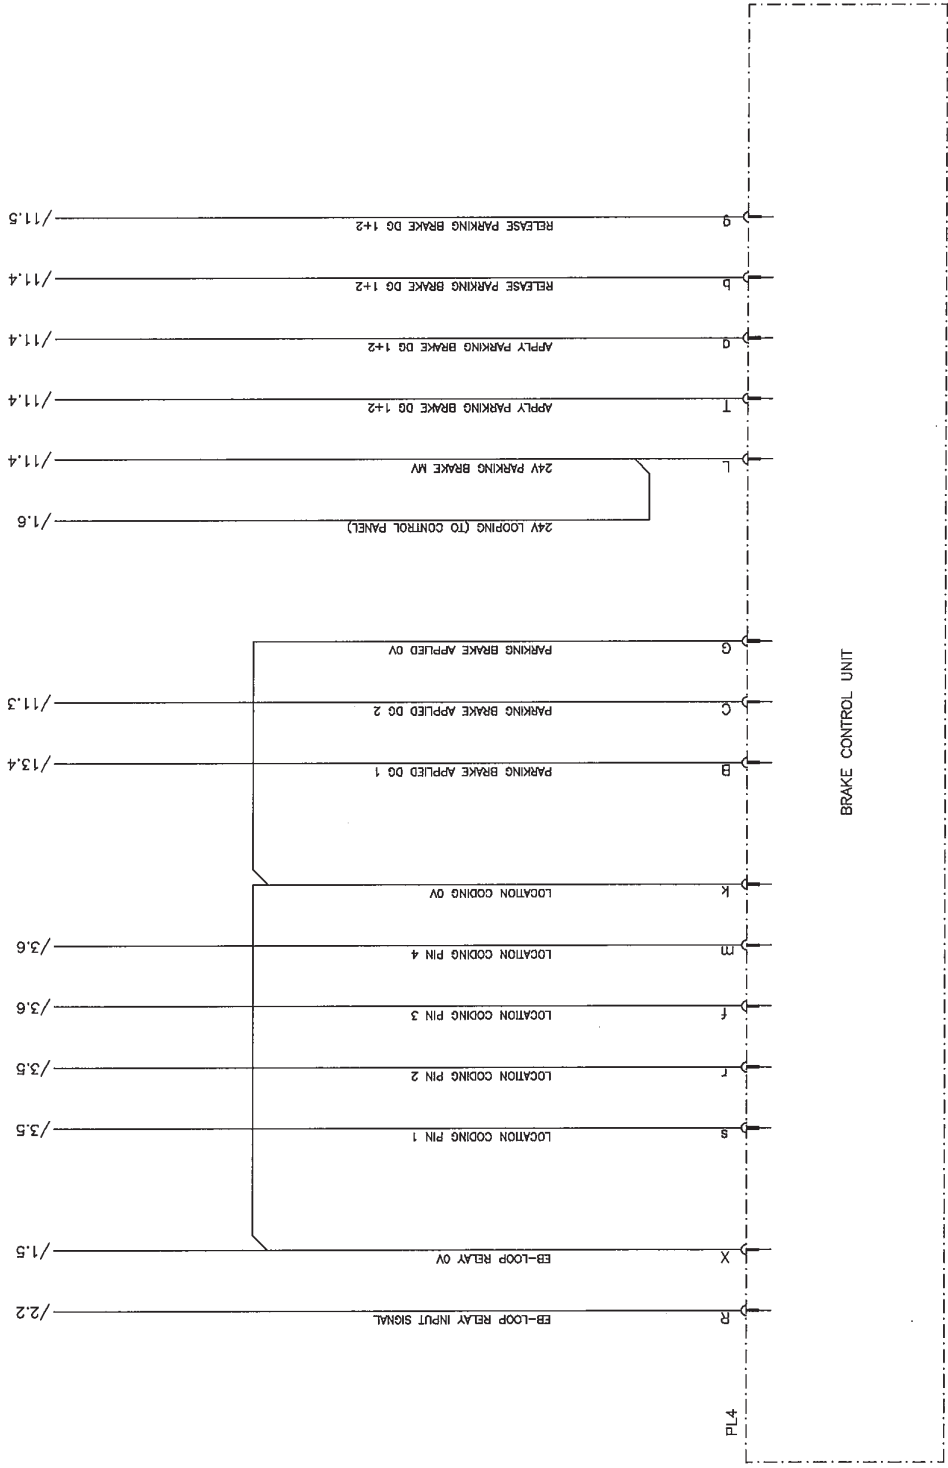 PL4
BRAKE CONTROL UNIT
R EB-LOOP RELAY INPUT SIGNAL /2.2
X EB-LOOP RELAY 0V /1.5
s LOCATION CODING PIN 1 /3.5
r LOCATION CODING PIN 2 /3.5
f LOCATION CODING PIN 3 /3.6
m LOCATION CODING PIN 4 /3.6
k LOCATION CODING 0V
B PARKING BRAKE APPLIED DG 1 /13.4
C PARKING BRAKE APPLIED DG 2 /11.3
G PARKING BRAKE APPLIED 0V
24V LOOPING (TO CONTROL PANEL) /1.6
L 24V PARKING BRAKE MV /11.4
T APPLY PARKING BRAKE DG 1+2 /11.4
a APPLY PARKING BRAKE DG 1+2 /11.4
b RELEASE PARKING BRAKE DG 1+2 /11.4
g RELEASE PARKING BRAKE DG 1+2 /11.5